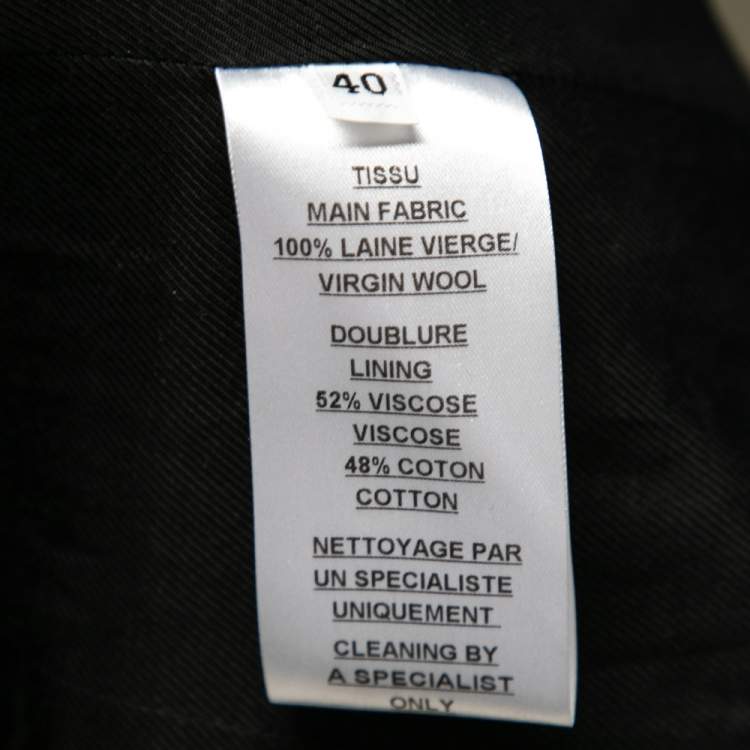 40
TISSU
MAIN FABRIC
100% LAINE VIERGE/
VIRGIN WOOL
DOUBLURE
LINING
52% VISCOSE
VISCOSE
48% COTON
COTTON
NETTOYAGE PAR
UN SPECIALISTE
UNIQUEMENT
CLEANING BY
A SPECIALIST
ONLY